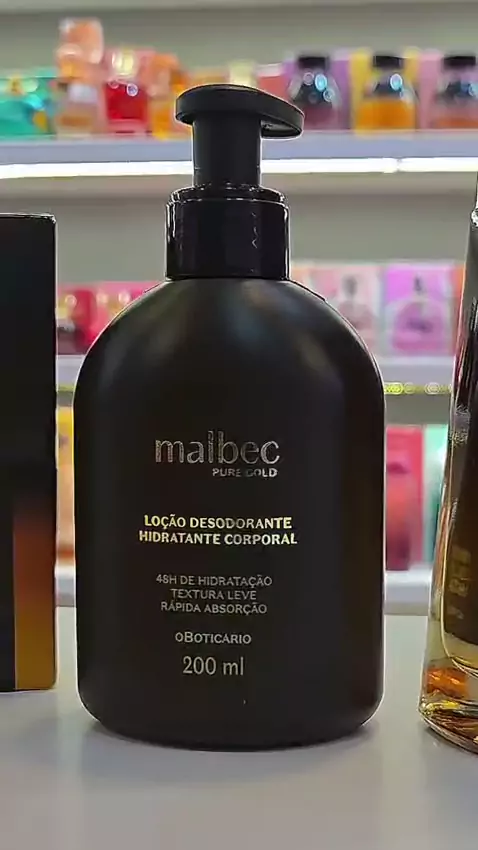 malbec
PURE GOLD
LOÇÃO DESODORANTE
HIDRATANTE CORPORAL
48H DE HIDRATAÇÃO
TEXTURA LEVE
RÁPIDA ABSORÇÃO
OBOTICÁRIO
200 ml